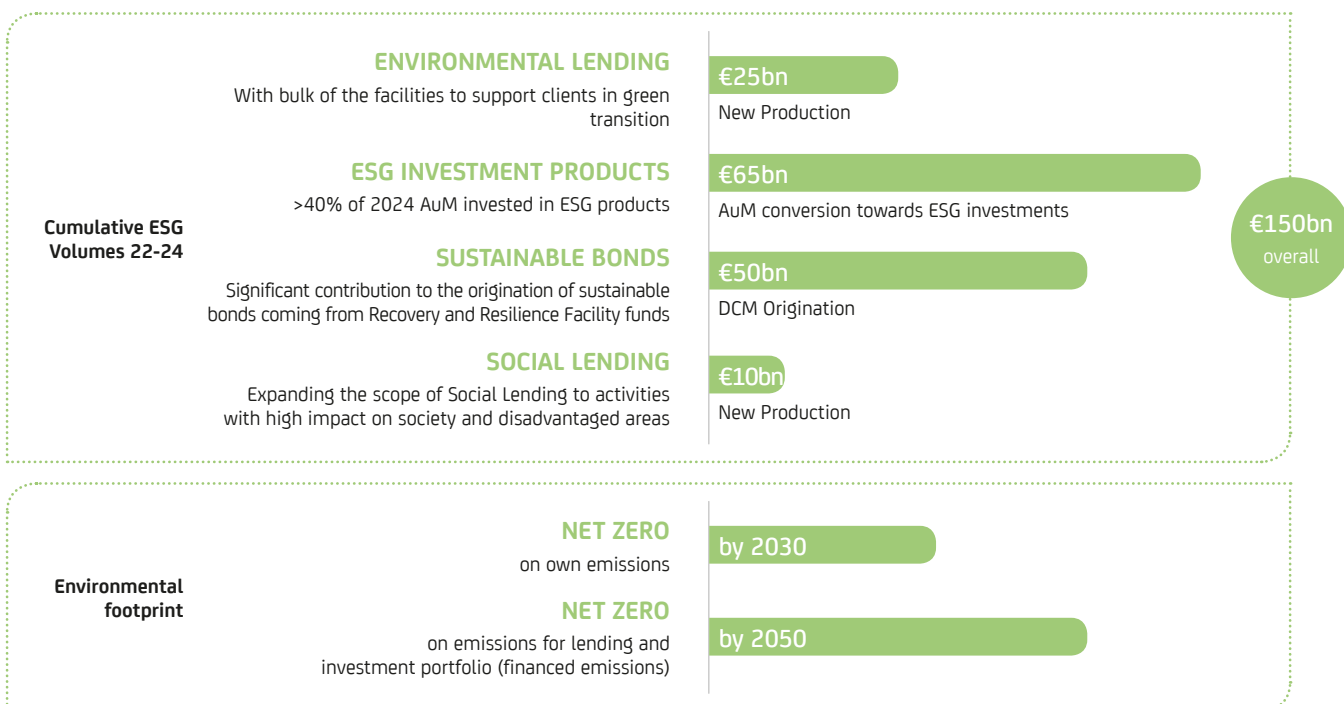 Cumulative ESG
Volumes 22-24
ENVIRONMENTAL LENDING
With bulk of the facilities to support clients in green
transition
€25bn
New Production
ESG INVESTMENT PRODUCTS
>40% of 2024 AuM invested in ESG products
€65bn
AuM conversion towards ESG investments
SUSTAINABLE BONDS
Significant contribution to the origination of sustainable
bonds coming from Recovery and Resilience Facility funds
€50bn
DCM Origination
SOCIAL LENDING
Expanding the scope of Social Lending to activities
with high impact on society and disadvantaged areas
€10bn
New Production
€150bn
overall
Environmental
footprint
NET ZERO
on own emissions
by 2030
NET ZERO
on emissions for lending and
investment portfolio (financed emissions)
by 2050